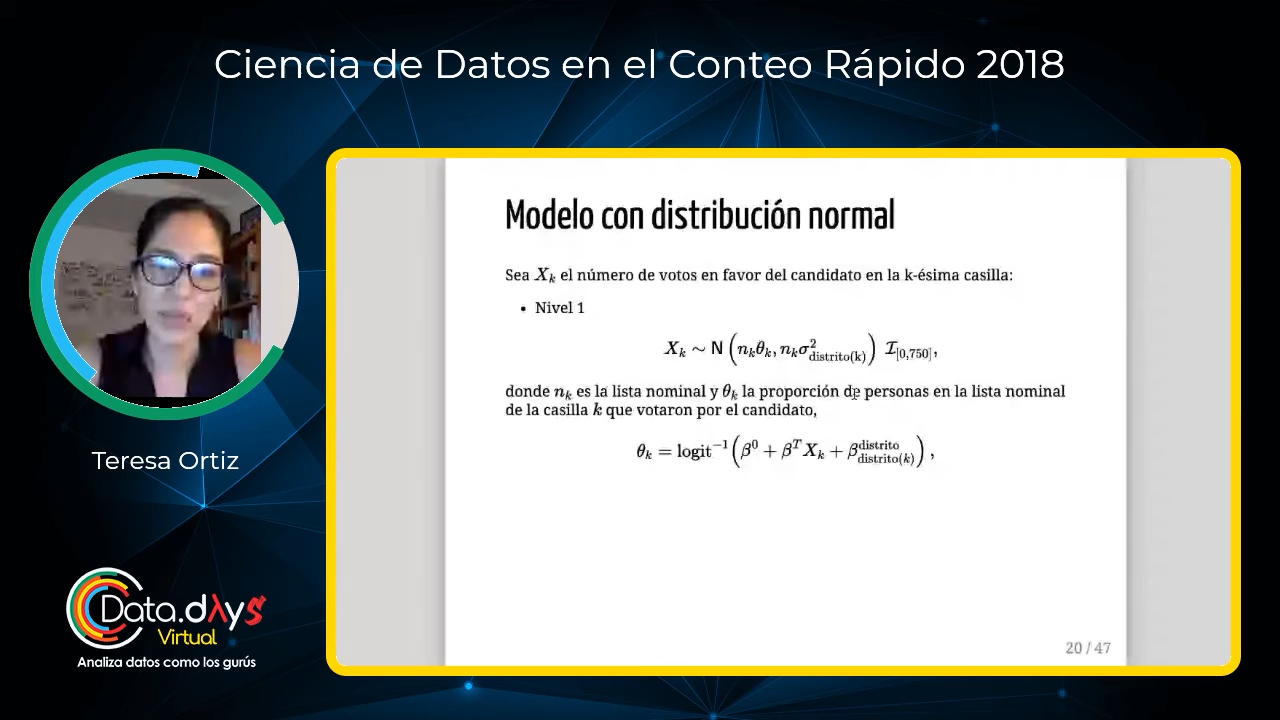 Ciencia de Datos en el Conteo Rápido 2018
Modelo con distribución normal
Sea X_k el número de votos en favor del candidato en la k-ésima casilla:
• Nivel 1
X_k ∼ N (n_kθ_k, n_kσ²_distrito(k)) 𝓘_[0,750],
donde n_k es la lista nominal y θ_k la proporción de personas en la lista nominal
de la casilla k que votaron por el candidato,
θ_k = logit⁻¹(β⁰ + βᵀX_k + β^distrito_distrito(k)),
20 / 47
Teresa Ortiz
Data.dλys
Virtual
Analiza datos como los gurús